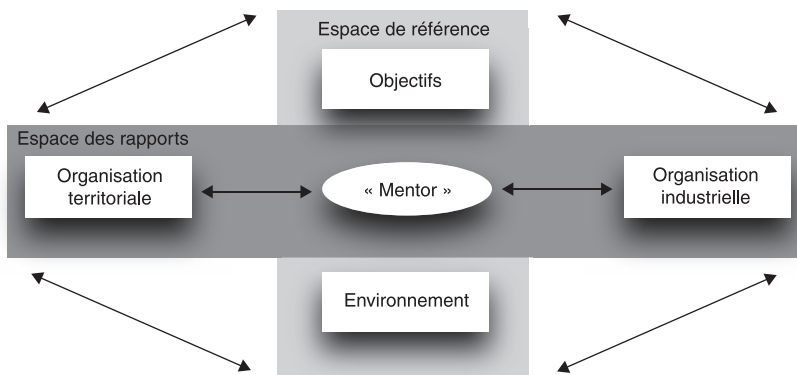 Espace de référence
Objectifs
Espace des rapports
Organisation
territoriale
« Mentor »
Organisation
industrielle
Environnement